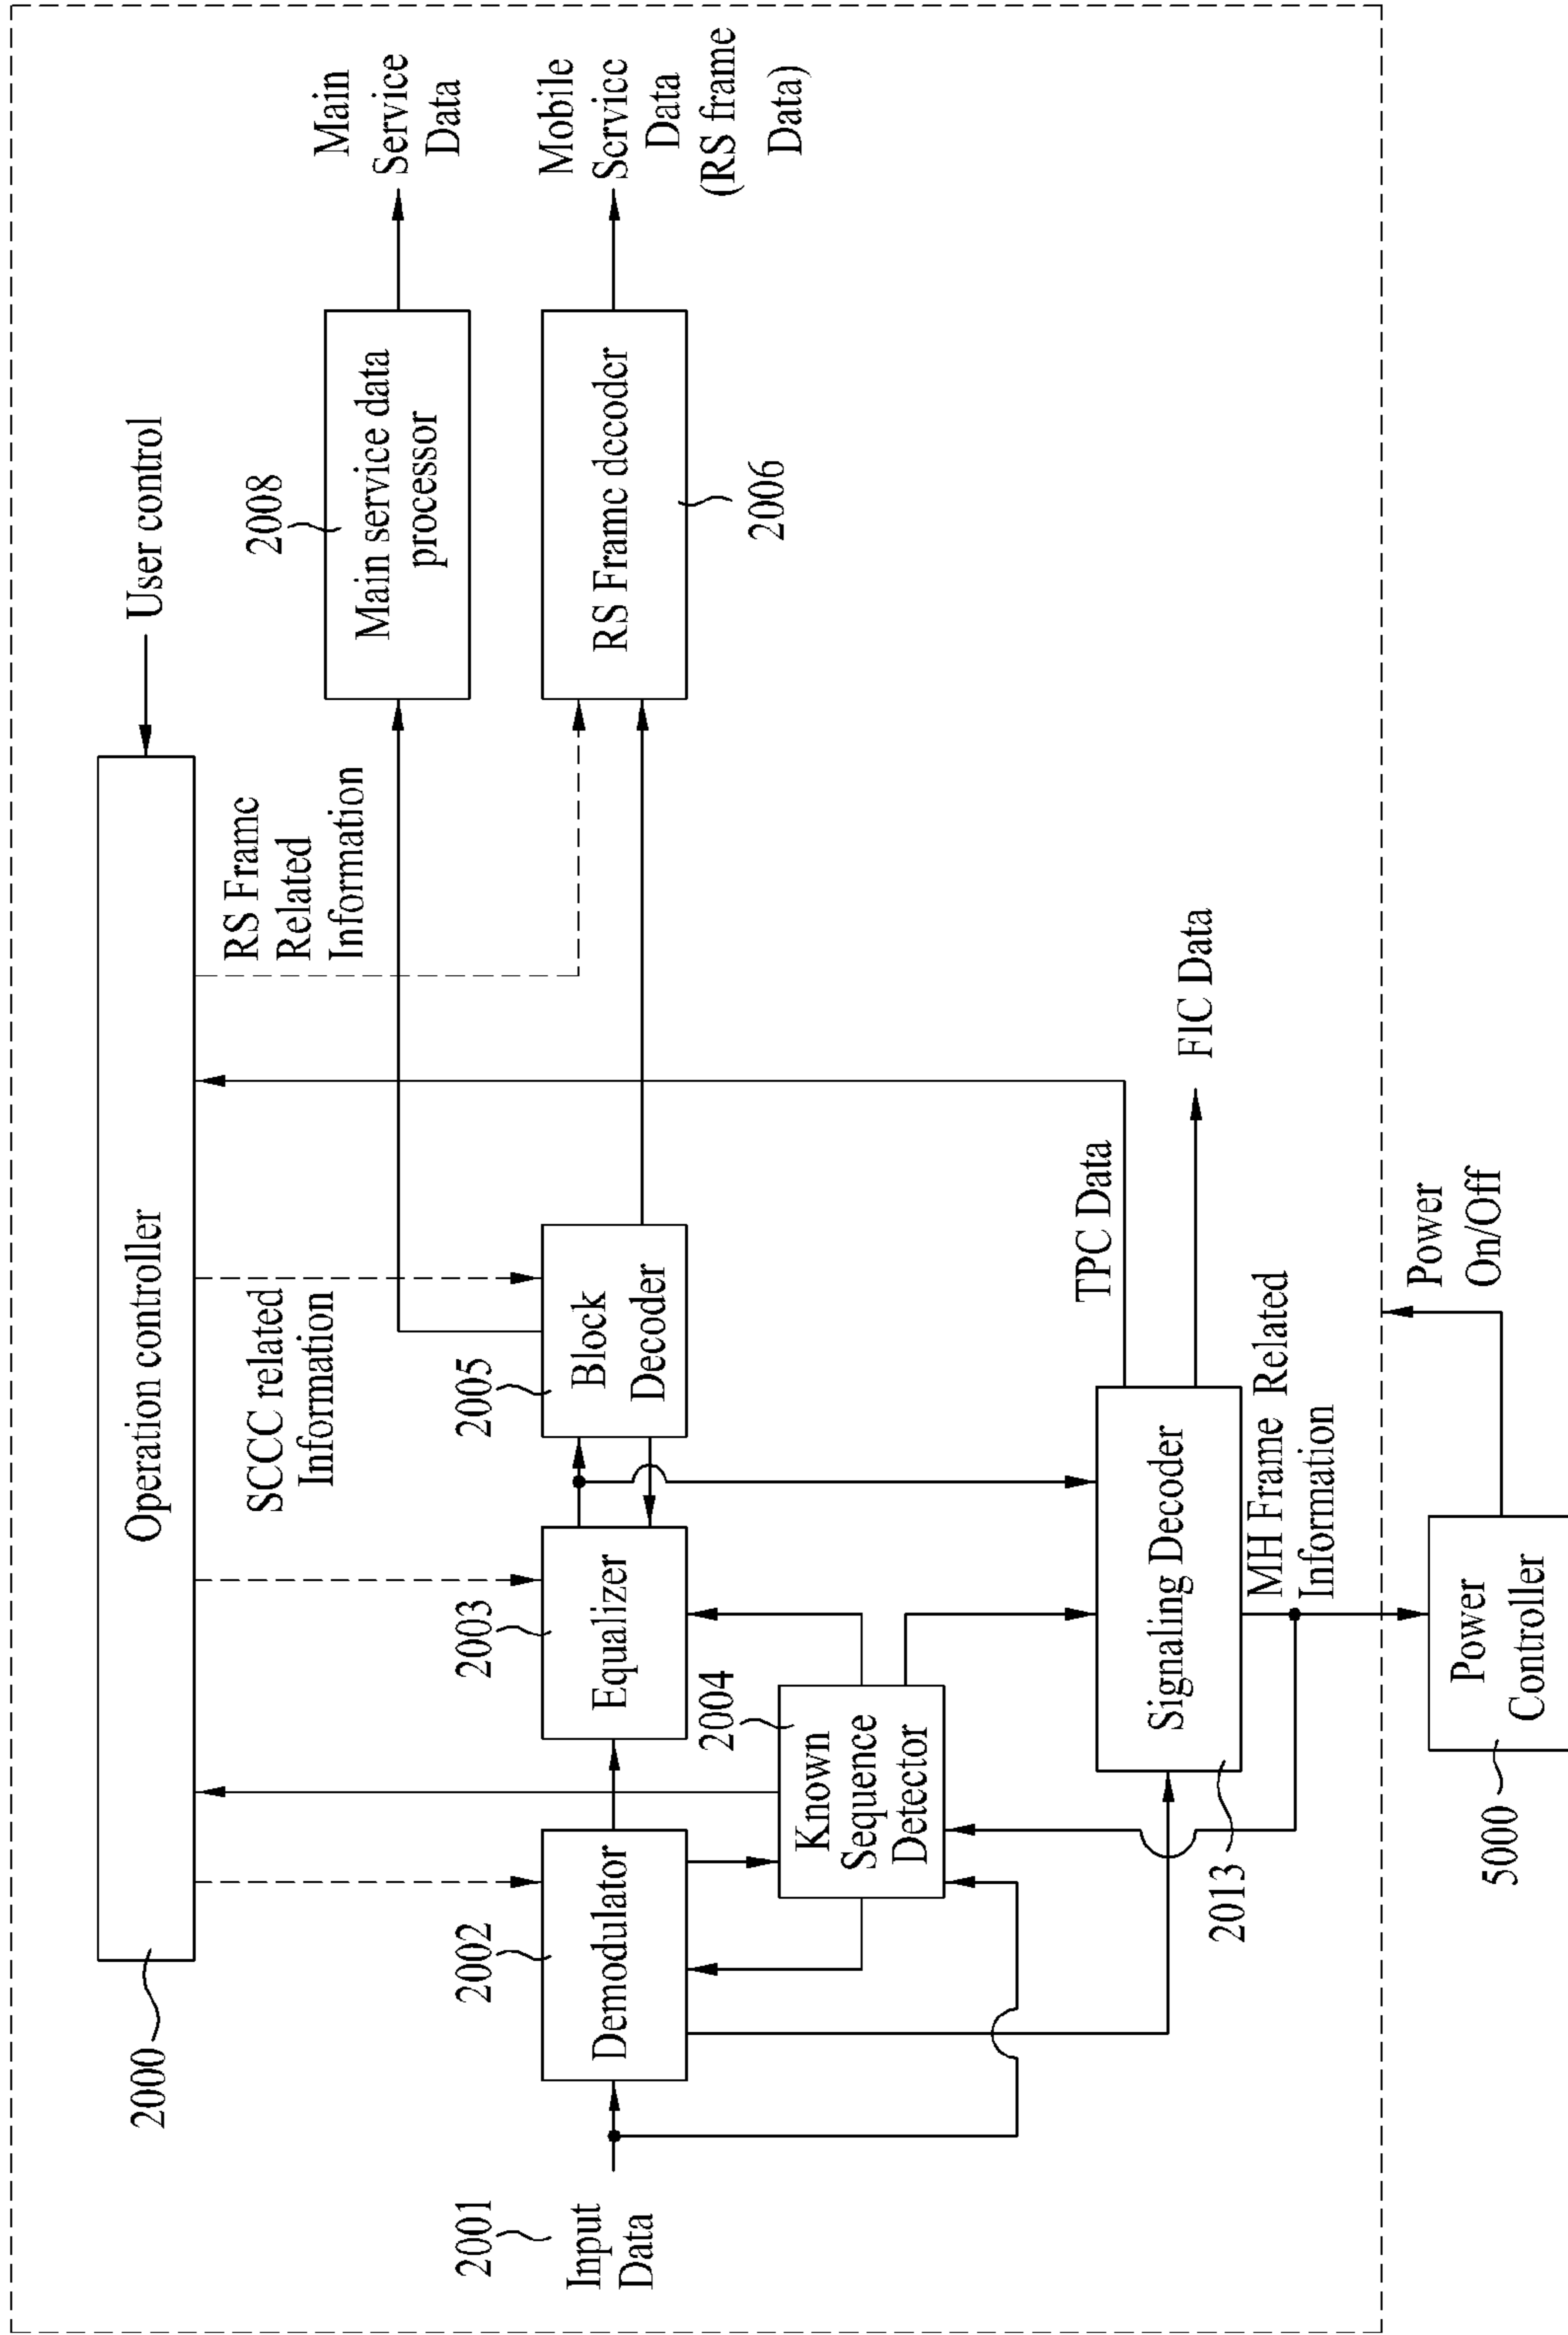 2000
Operation controller
User control
SCCC related
Information
RS Frame
Related
Information
2001
Input
Data
2002
Demodulator
2003
Equalizer
2005
Block
Decoder
2008
Main service data
processor
Main
Service
Data
RS Frame decoder
2006
Mobile
Service
Data
(RS frame
Data)
2004
Known
Sequence
Detector
TPC Data
FIC Data
Signaling Decoder
2013
MH Frame Related
Information
Power
Controller
5000
Power
On/Off